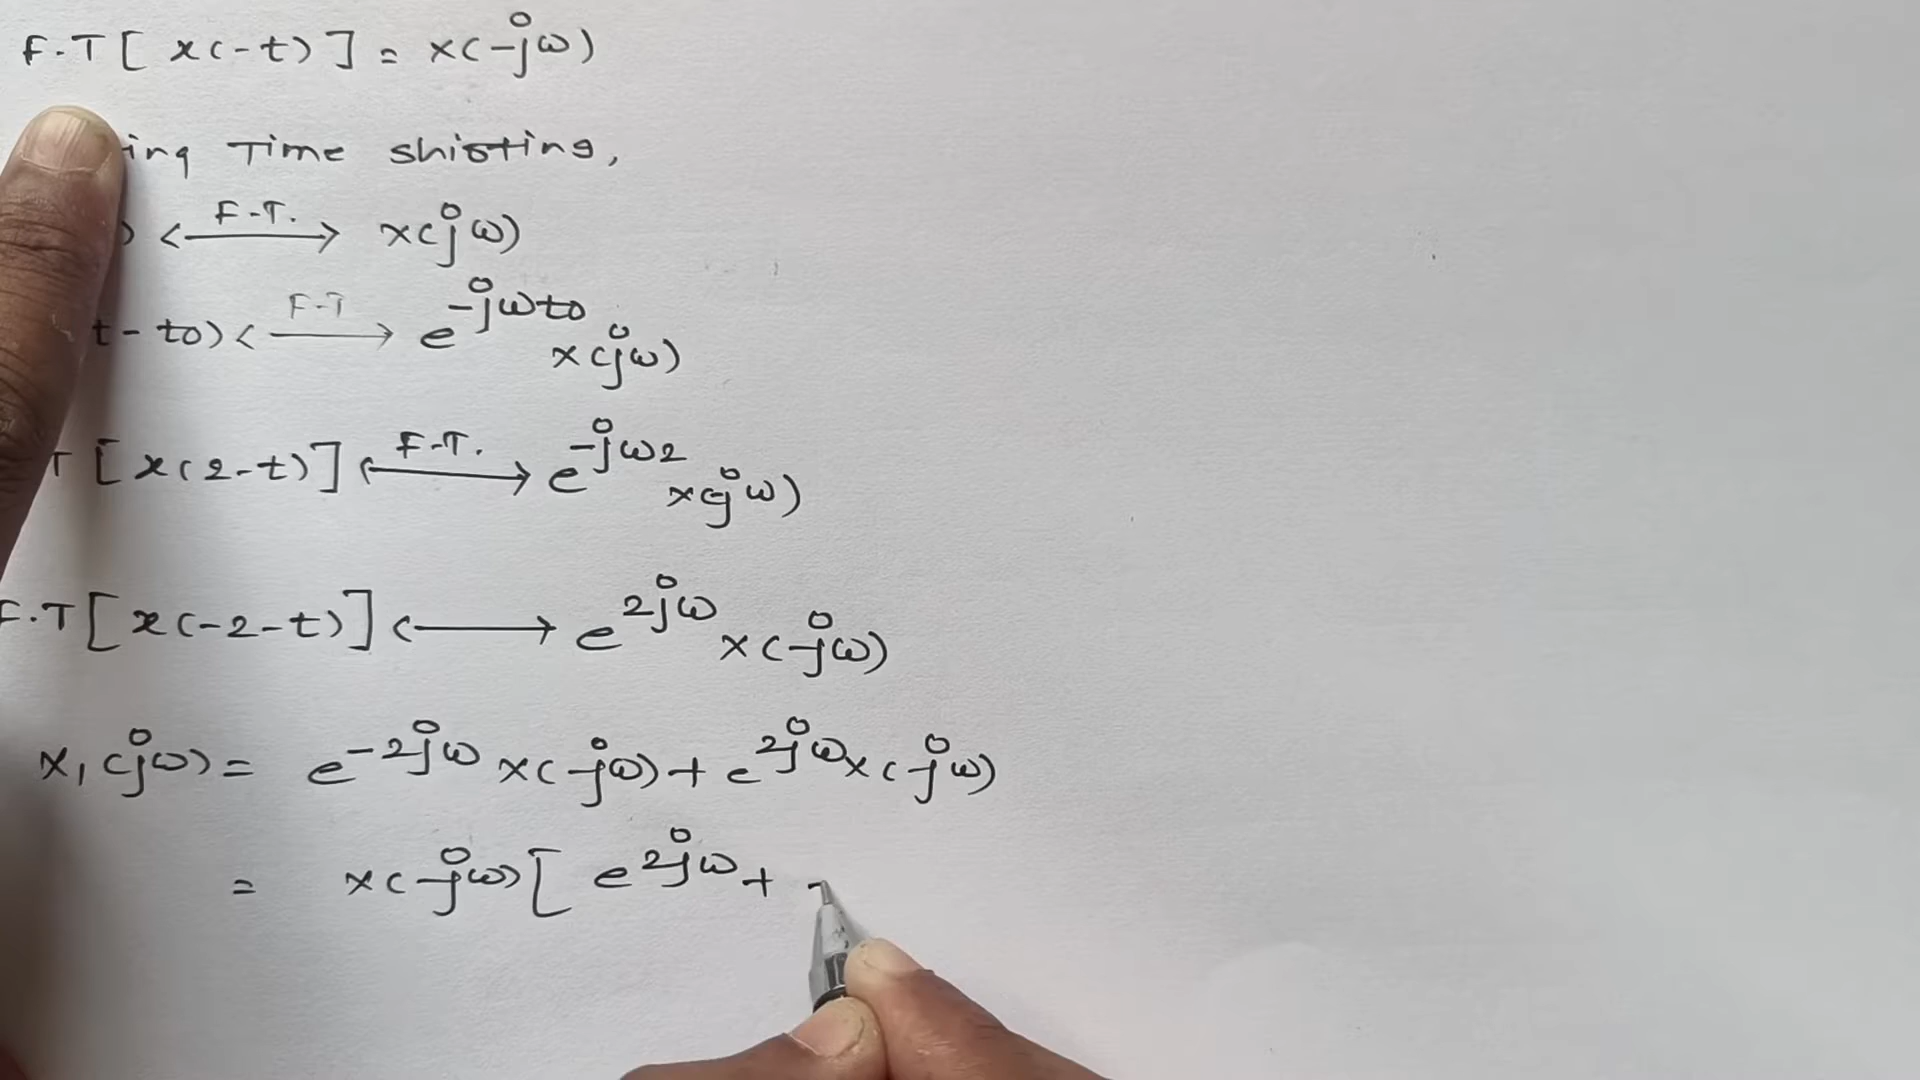 F.T [ x(-t) ] = x(-jω)
Time shifting,
) <--F.T.--> x(jω)
t - to) <--F.T--> e^-jωto x(jω)
T [ x(2-t) ] <--F.T.--> e^-jω2 x(jω)
F.T [ x(-2-t) ] <--> e^2jω x(-jω)
x₁(jω) = e^-2jω x(-jω) + e^2jω x(-jω)
= x(-jω) [ e^2jω +